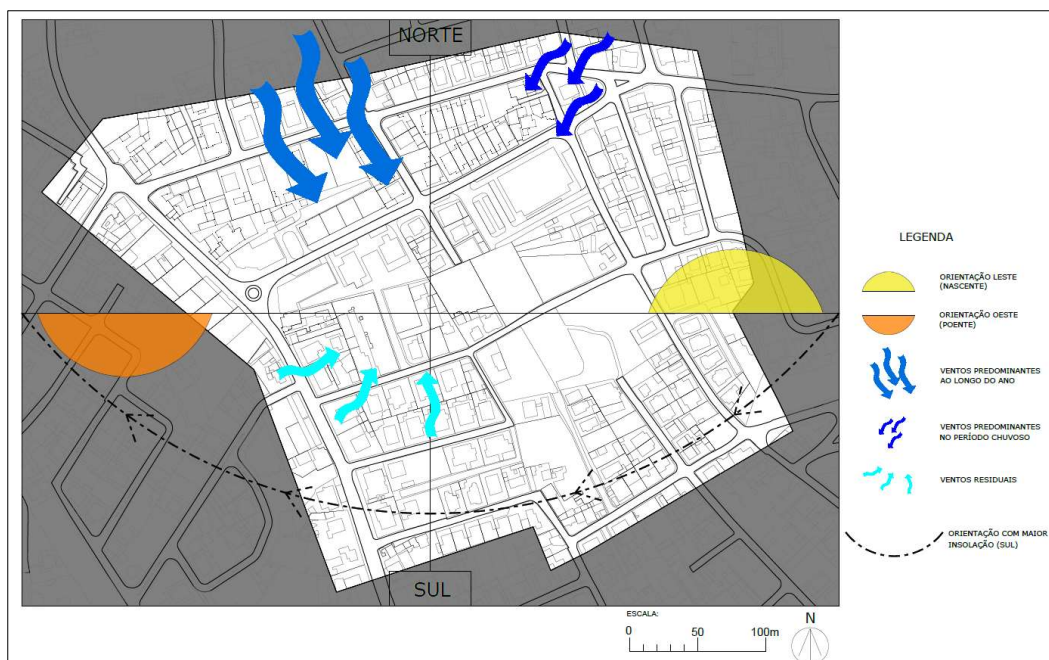 NORTE
SUL
LEGENDA
ORIENTAÇÃO LESTE
(NASCENTE)
ORIENTAÇÃO OESTE
(POENTE)
VENTOS PREDOMINANTES
AO LONGO DO ANO
VENTOS PREDOMINANTES
NO PERÍODO CHUVOSO
VENTOS RESIDUAIS
ORIENTAÇÃO COM MAIOR
INSOLAÇÃO (SUL)
ESCALA:
0 50 100m
N